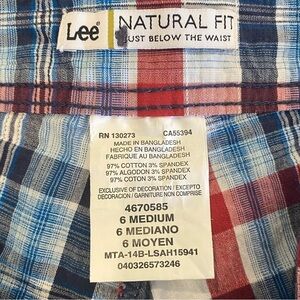 Lee
NATURAL FIT
JUST BELOW THE WAIST
RN 130273 CA55394
MADE IN BANGLADESH
HECHO EN BANGLADESH
FABRIQUE AU BANGLADESH
97% COTTON 3% SPANDEX
97% ALGODON 3% SPANDEX
97% COTON 3% SPANDEX
EXCLUSIVE OF DECORATION / EXCEPTO
DECORACIÓN / GARNITURE NON COMPRISE
4670585
6 MEDIUM
6 MEDIANO
6 MOYEN
MTA-14B-LSAH15941
040326573246